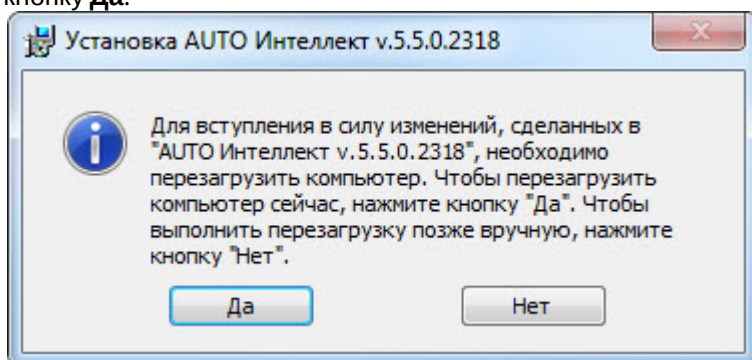 кнопку Да.
Установка AUTO Интеллект v.5.5.0.2318
Для вступления в силу изменений, сделанных в
"AUTO Интеллект v.5.5.0.2318", необходимо
перезагрузить компьютер. Чтобы перезагрузить
компьютер сейчас, нажмите кнопку "Да". Чтобы
выполнить перезагрузку позже вручную, нажмите
кнопку "Нет".
Да Нет